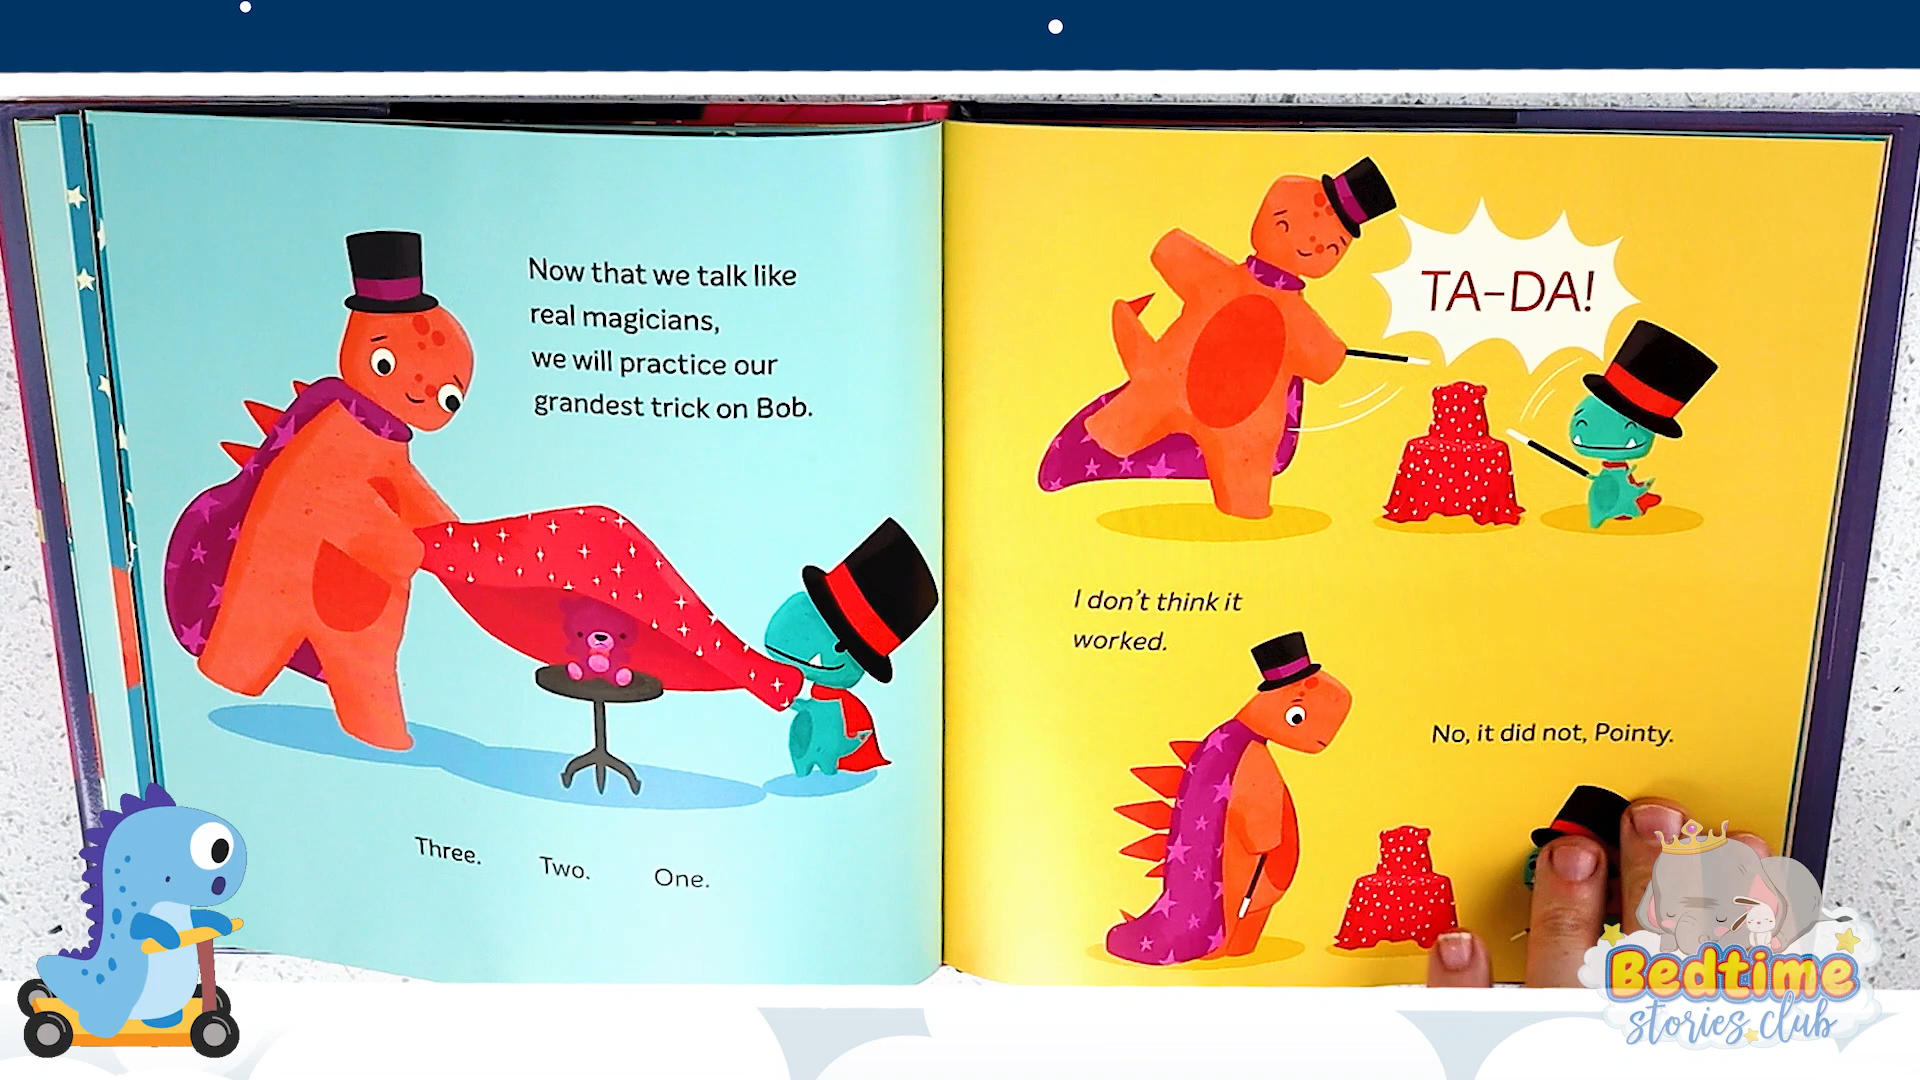 Now that we talk like
real magicians,
we will practice our
grandest trick on Bob.
Three. Two. One.
TA-DA!
I don't think it
worked.
No, it did not, Pointy.
Bedtime
stories club